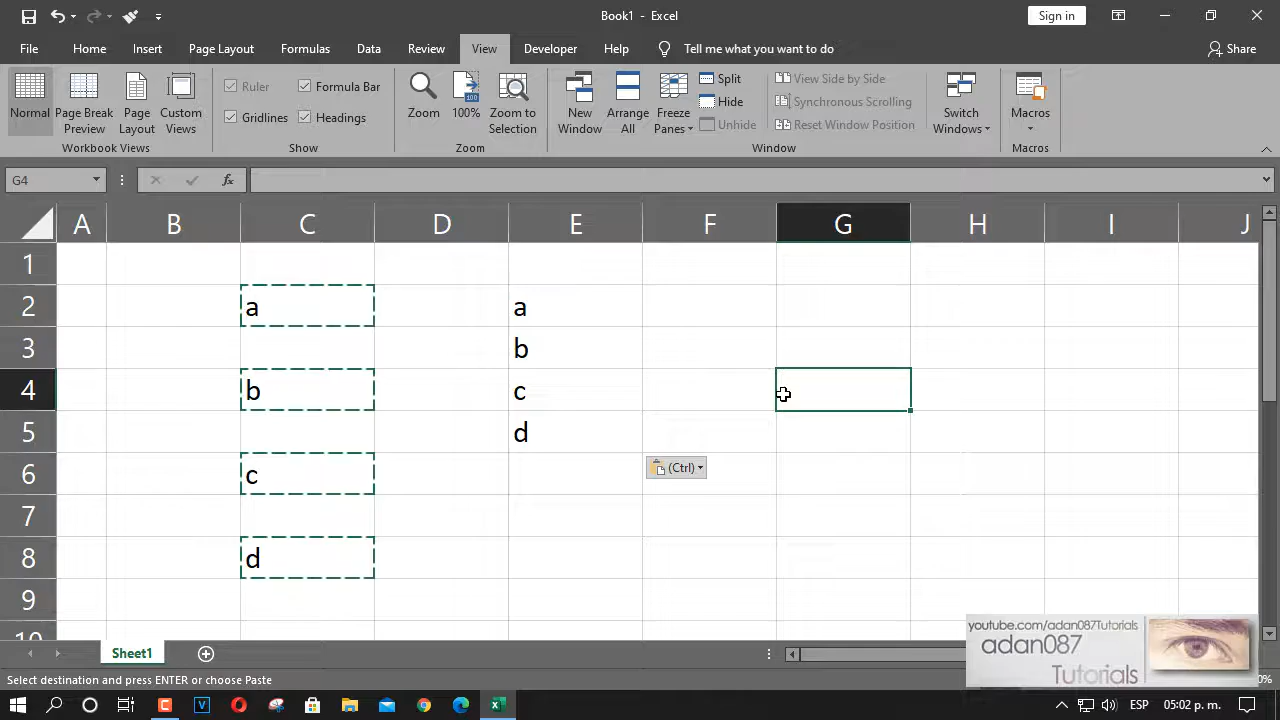 Book1 - Excel
Sign in
File Home Insert Page Layout Formulas Data Review View Developer Help Tell me what you want to do Share
Normal
Page Break Preview
Page Layout
Custom Views
Workbook Views
Ruler
Formula Bar
Gridlines
Headings
Show
Zoom
100%
Zoom to Selection
Zoom
New Window
Arrange All
Freeze Panes
Split
Hide
Unhide
View Side by Side
Synchronous Scrolling
Reset Window Position
Window
Switch Windows
Macros
Macros
G4
fx
A B C D E F G H I J
1
2 a a
3 b
4 b c
5 d
6 c
(Ctrl)
7
8 d
9
10
Sheet1
Select destination and press ENTER or choose Paste
youtube.com/adan087Tutorials
adan087
Tutorials
ESP 05:02 p. m.